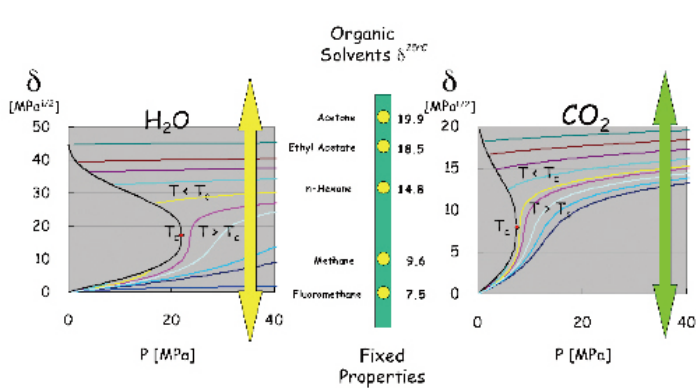 Organic
Solvents δ25ºC
δ
[MPa1/2]
H2O
50
40
30
20
10
0
T < Tc
Tc
T > Tc
0
20
40
P [MPa]
Acetone 19.9
Ethyl Acetate 18.5
n-Hexane 14.8
Methane 9.6
Fluoromethane 7.5
Fixed
Properties
δ
[MPa1/2]
CO2
20
15
10
5
0
T < Tc
Tc
T > Tc
0
20
40
P [MPa]